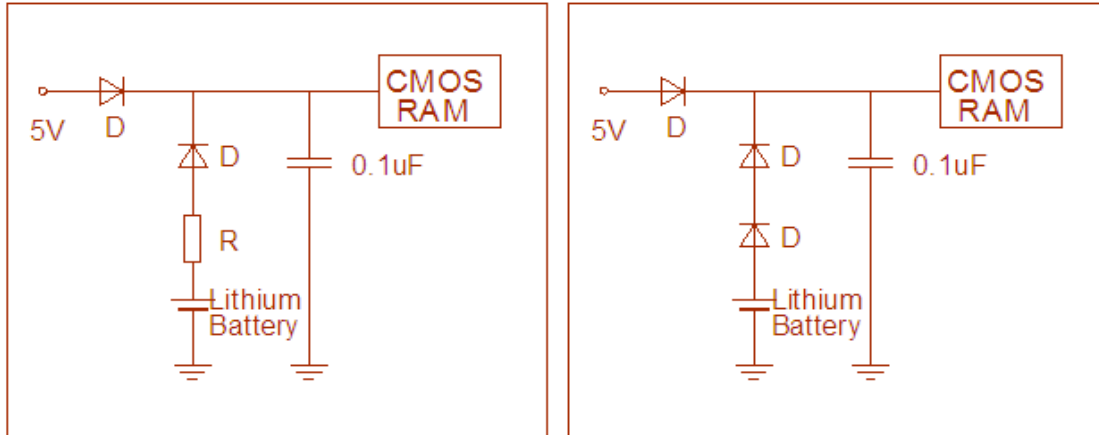 CMOS
RAM
5V
D
D
0.1uF
R
Lithium
Battery
CMOS
RAM
5V
D
D
0.1uF
D
Lithium
Battery